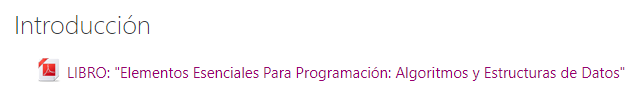 Introducción
LIBRO: "Elementos Esenciales Para Programación: Algoritmos y Estructuras de Datos"